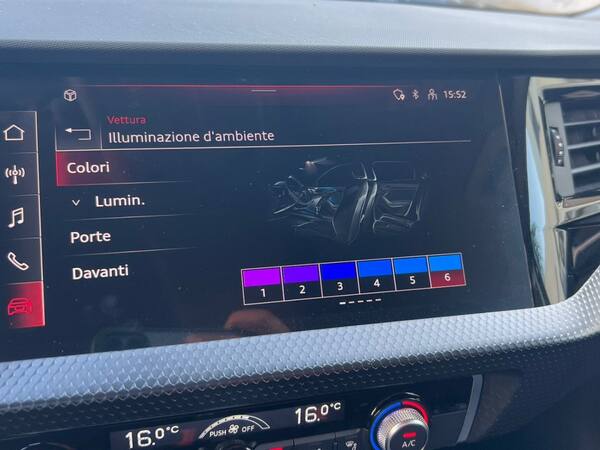 15:52
Vettura
Illuminazione d'ambiente
Colori
Lumin.
Porte
Davanti
1 2 3 4 5 6
16.0°C PUSH OFF 16.0°C
A/C